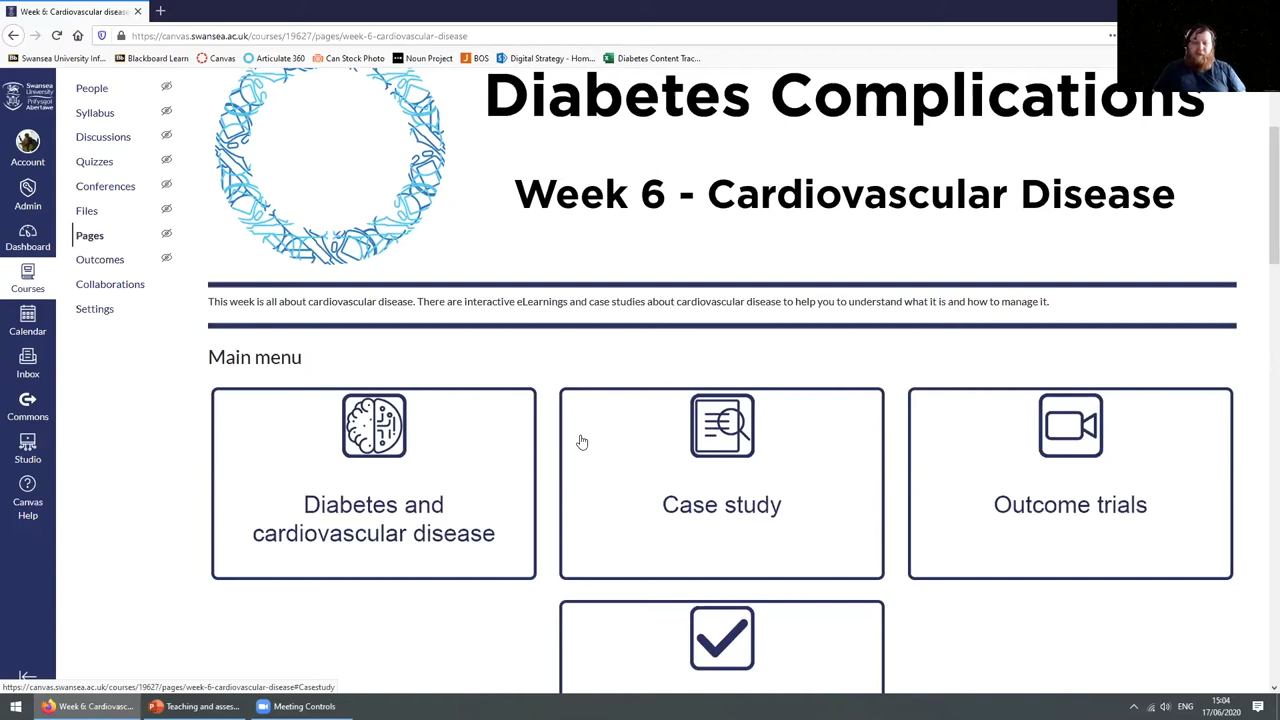 Week 6: Cardiovascular disease
https://canvas.swansea.ac.uk/courses/19627/pages/week-6-cardiovascular-disease
Swansea University Inf... Blackboard Learn Canvas Articulate 360 Can Stock Photo Noun Project BOS Digital Strategy - Hom... Diabetes Content Trac...
Swansea
University
Prifysgol
Abertawe
Account
Admin
Dashboard
Courses
Calendar
Inbox
Commons
Studio
Canvas
Help
People
Syllabus
Discussions
Quizzes
Conferences
Files
Pages
Outcomes
Collaborations
Settings
Diabetes Complications
Week 6 - Cardiovascular Disease
This week is all about cardiovascular disease. There are interactive eLearnings and case studies about cardiovascular disease to help you to understand what it is and how to manage it.
Main menu
Diabetes and
cardiovascular disease
Case study
Outcome trials
https://canvas.swansea.ac.uk/courses/19627/pages/week-6-cardiovascular-disease#Casestudy
Week 6: Cardiovasc... Teaching and asses... Meeting Controls
ENG
15:04
17/06/2020